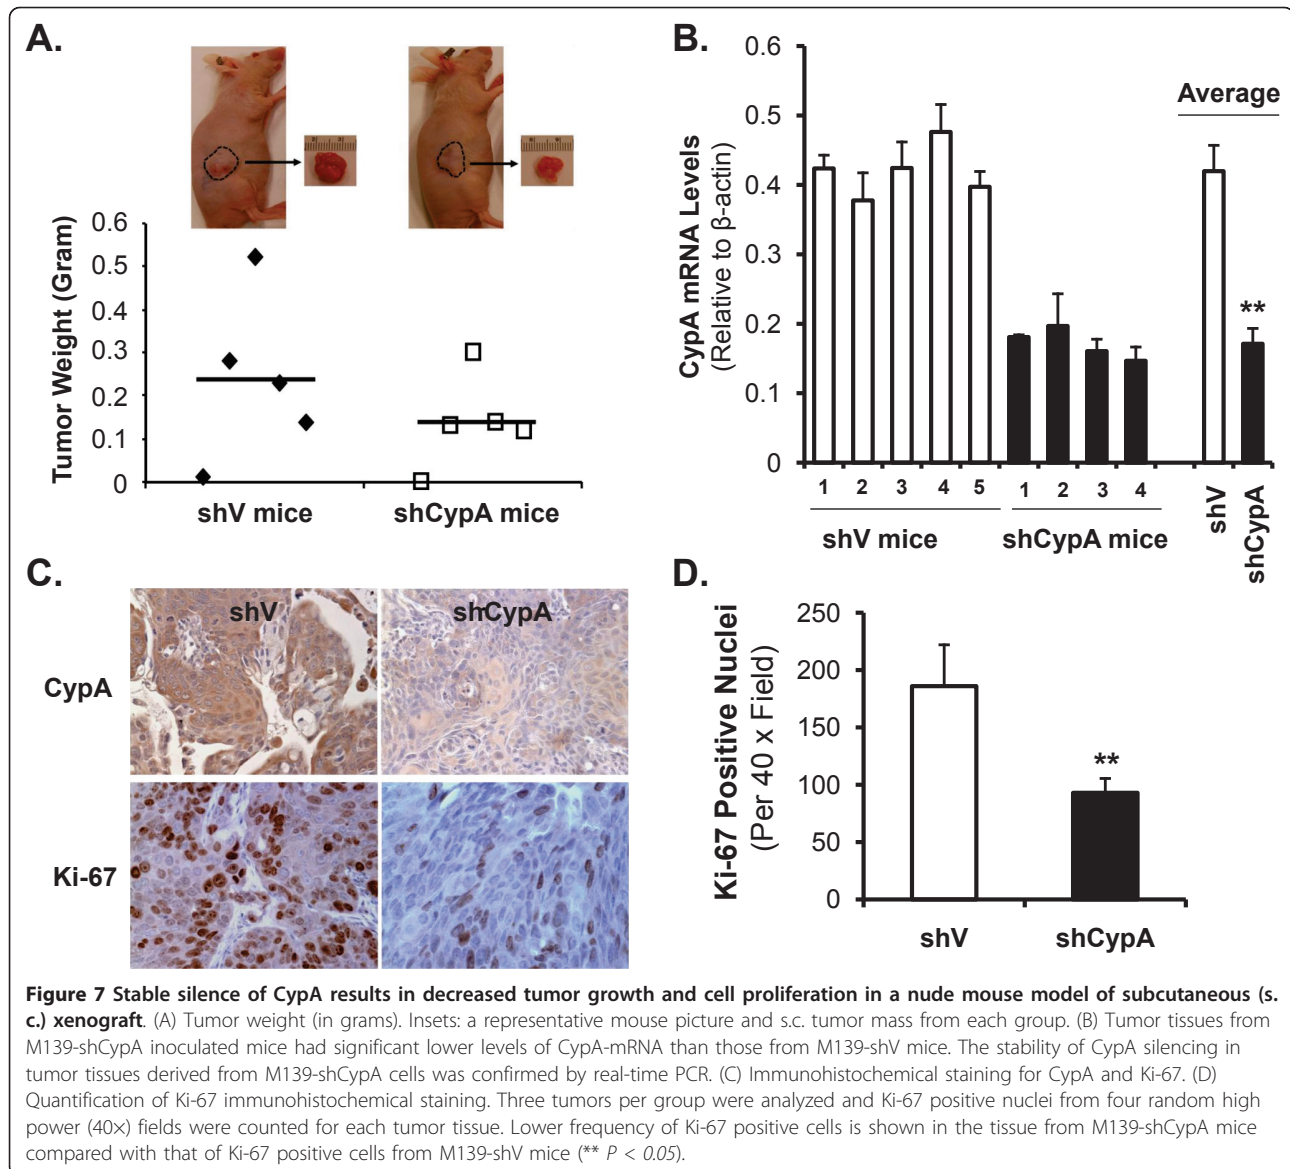 A.
0.6
0.5
0.4
0.3
0.2
0.1
0
Tumor Weight (Gram)
shV mice
shCypA mice
B.
0.6
0.5
0.4
0.3
0.2
0.1
0
CypA mRNA Levels
(Relative to β-actin)
Average
**
1 2 3 4 5 1 2 3 4
shV mice
shCypA mice
shV
shCypA
C.
shV
shCypA
CypA
Ki-67
D.
250
200
150
100
50
0
Ki-67 Positive Nuclei
(Per 40 x Field)
**
shV
shCypA
Figure 7 Stable silence of CypA results in decreased tumor growth and cell proliferation in a nude mouse model of subcutaneous (s.
c.) xenograft. (A) Tumor weight (in grams). Insets: a representative mouse picture and s.c. tumor mass from each group. (B) Tumor tissues from
M139-shCypA inoculated mice had significant lower levels of CypA-mRNA than those from M139-shV mice. The stability of CypA silencing in
tumor tissues derived from M139-shCypA cells was confirmed by real-time PCR. (C) Immunohistochemical staining for CypA and Ki-67. (D)
Quantification of Ki-67 immunohistochemical staining. Three tumors per group were analyzed and Ki-67 positive nuclei from four random high
power (40×) fields were counted for each tumor tissue. Lower frequency of Ki-67 positive cells is shown in the tissue from M139-shCypA mice
compared with that of Ki-67 positive cells from M139-shV mice (** P < 0.05).